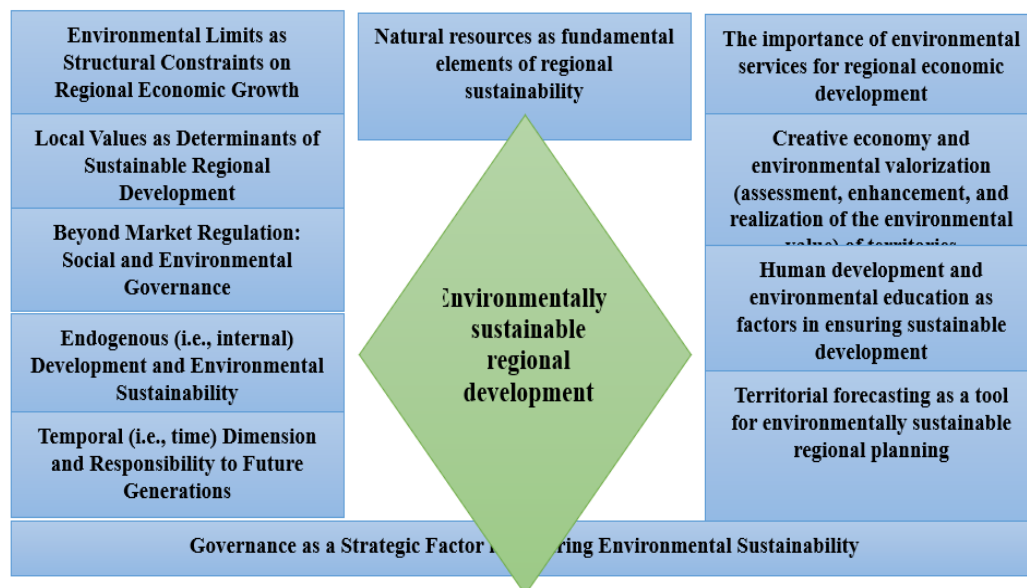 Environmental Limits as
Structural Constraints on
Regional Economic Growth
Local Values as Determinants of
Sustainable Regional
Development
Beyond Market Regulation:
Social and Environmental
Governance
Endogenous (i.e., internal)
Development and Environmental
Sustainability
Temporal (i.e., time) Dimension
and Responsibility to Future
Generations
Natural resources as fundamental
elements of regional
sustainability
Environmentally
sustainable
regional
development
The importance of environmental
services for regional economic
development
Creative economy and
environmental valorization
(assessment, enhancement, and
realization of the environmental
value) of territories
Human development and
environmental education as
factors in ensuring sustainable
development
Territorial forecasting as a tool
for environmentally sustainable
regional planning
Governance as a Strategic Factor Environmental Sustainability